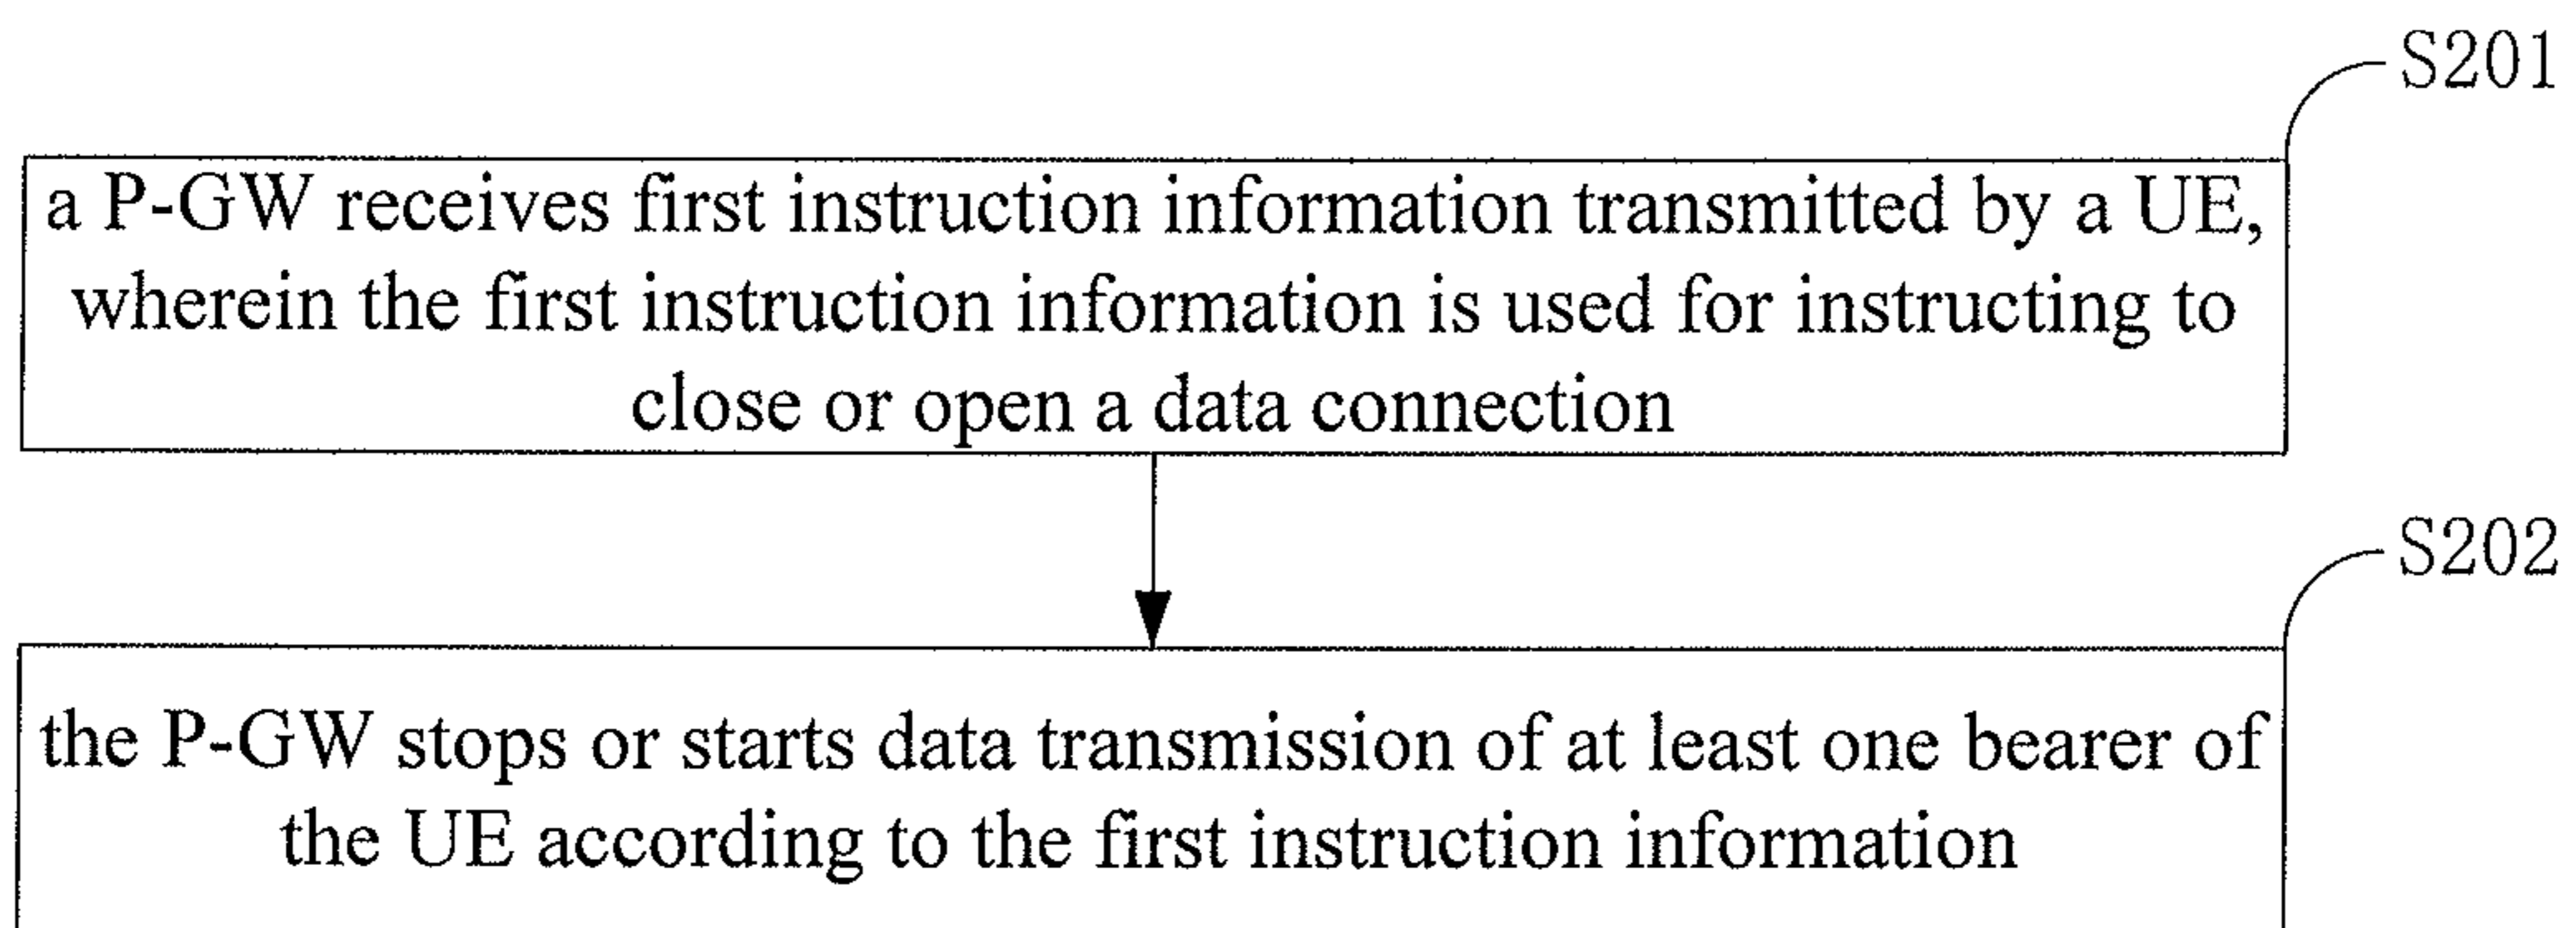 S201
a P-GW receives first instruction information transmitted by a UE,
wherein the first instruction information is used for instructing to
close or open a data connection
S202
the P-GW stops or starts data transmission of at least one bearer of
the UE according to the first instruction information